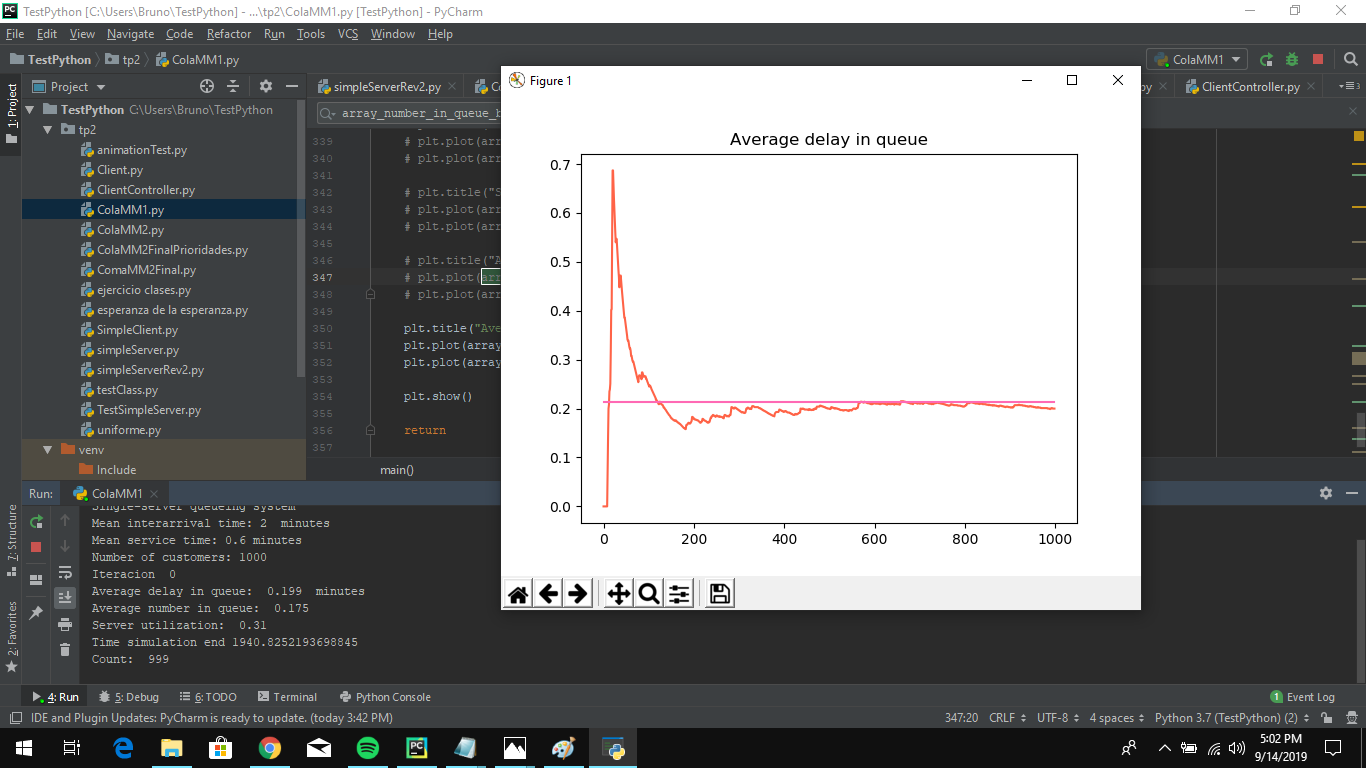 TestPython [C:\Users\Bruno\TestPython] - ...\tp2\ColaMM1.py [TestPython] - PyCharm
File Edit View Navigate Code Refactor Run Tools VCS Window Help
TestPython tp2 ColaMM1.py
ColaMM1
1: Project
Project
simpleServerRev2.py
Co
py
ClientController.py
3
TestPython C:\Users\Bruno\TestPython
tp2
animationTest.py
Client.py
ClientController.py
ColaMM1.py
ColaMM2.py
ColaMM2FinalPrioridades.py
ComaMM2Final.py
ejercicio clases.py
esperanza de la esperanza.py
SimpleClient.py
simpleServer.py
simpleServerRev2.py
testClass.py
TestSimpleServer.py
uniforme.py
venv
Include
array_number_in_queue_b
339 # plt.plot(arr
340 # plt.plot(arr
341
342 # plt.title("S
343 # plt.plot(arr
344 # plt.plot(arr
345
346 # plt.title("A
347 # plt.plot(arr
348 # plt.plot(arr
349
350 plt.title("Ave
351 plt.plot(array
352 plt.plot(array
353
354 plt.show()
355
356 return
357
main()
Figure 1
Average delay in queue
0.7
0.6
0.5
0.4
0.3
0.2
0.1
0.0
0 200 400 600 800 1000
Run: ColaMM1
Single-server queueing system
Mean interarrival time: 2 minutes
Mean service time: 0.6 minutes
Number of customers: 1000
Iteracion 0
Average delay in queue: 0.199 minutes
Average number in queue: 0.175
Server utilization: 0.31
Time simulation end 1940.8252193698845
Count: 999
7: Structure
2: Favorites
4: Run 5: Debug 6: TODO Terminal Python Console
1 Event Log
IDE and Plugin Updates: PyCharm is ready to update. (today 3:42 PM)
347:20 CRLF UTF-8 4 spaces Python 3.7 (TestPython) (2)
5:02 PM
9/14/2019